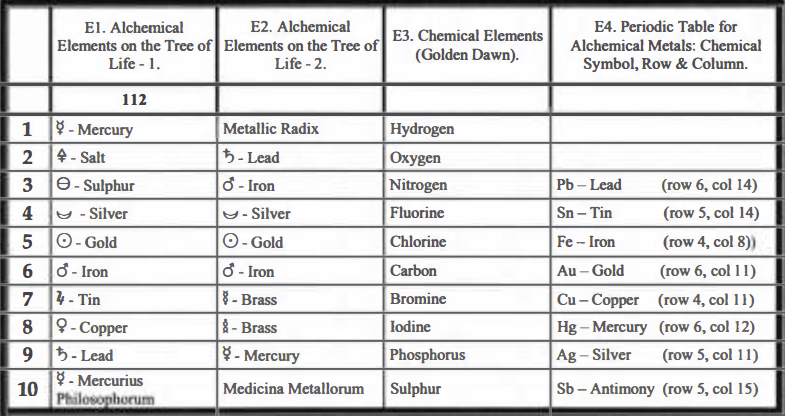 E1. Alchemical
Elements on the Tree of
Life - 1.
E2. Alchemical
Elements on the Tree of
Life - 2.
E3. Chemical Elements
(Golden Dawn).
E4. Periodic Table for
Alchemical Metals: Chemical
Symbol, Row & Column.
112
1 ☿ - Mercury Metallic Radix Hydrogen
2 🜍 - Salt ♄ - Lead Oxygen
3 ⊖ - Sulphur ♂ - Iron Nitrogen Pb – Lead (row 6, col 14)
4 - Silver - Silver Fluorine Sn – Tin (row 5, col 14)
5 ☉ - Gold ☉ - Gold Chlorine Fe – Iron (row 4, col 8))
6 ♂ - Iron ♂ - Iron Carbon Au – Gold (row 6, col 11)
7 ♃ - Tin - Brass Bromine Cu – Copper (row 4, col 11)
8 ♀ - Copper - Brass Iodine Hg – Mercury (row 6, col 12)
9 ♄ - Lead ☿ - Mercury Phosphorus Ag – Silver (row 5, col 11)
10 ☿ - Mercurius
Philosophorum Medicina Metallorum Sulphur Sb – Antimony (row 5, col 15)